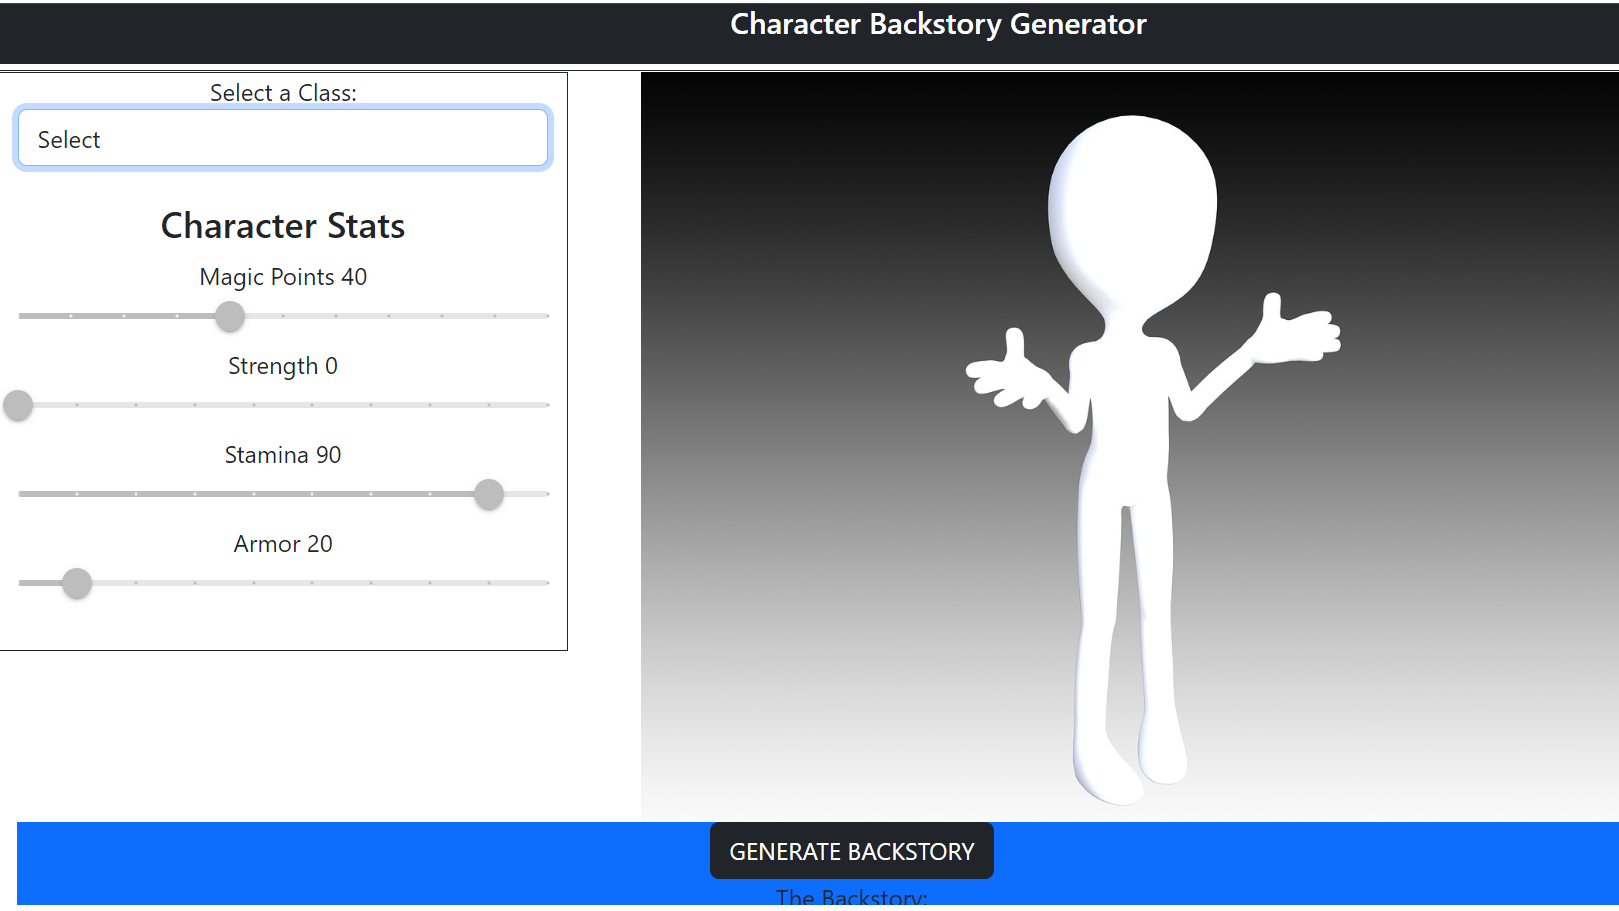 Character Backstory Generator
Select a Class:
Select
Character Stats
Magic Points 40
Strength 0
Stamina 90
Armor 20
GENERATE BACKSTORY
The Backstory: